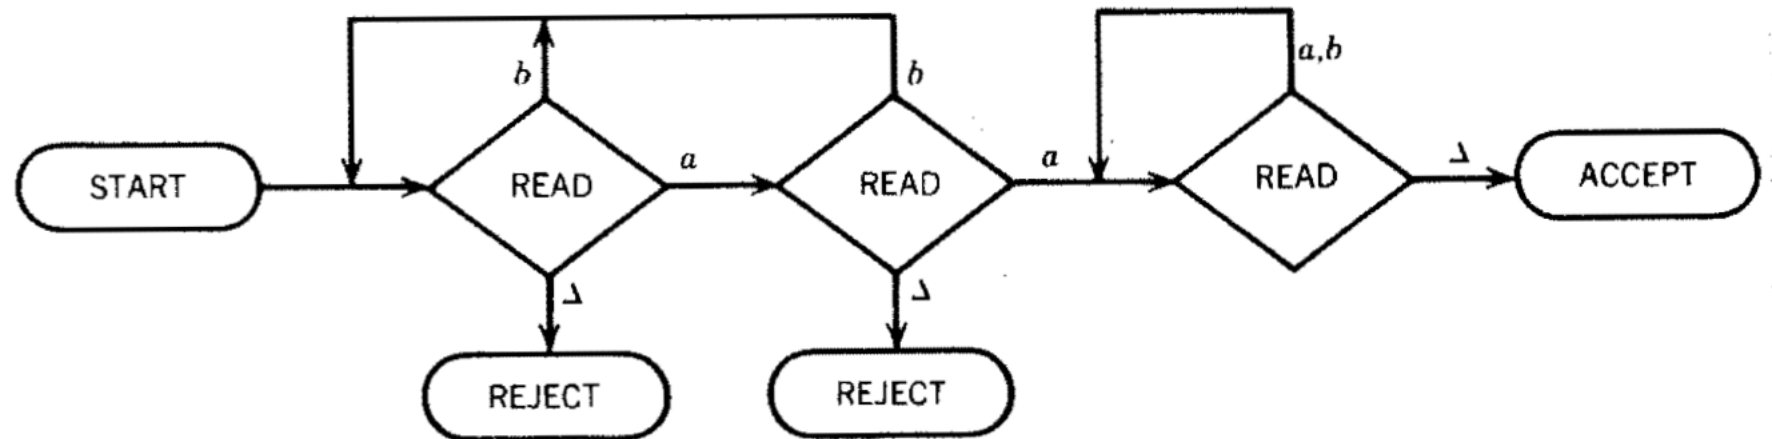 b b a,b
START READ a READ a READ Δ ACCEPT
Δ Δ
REJECT REJECT